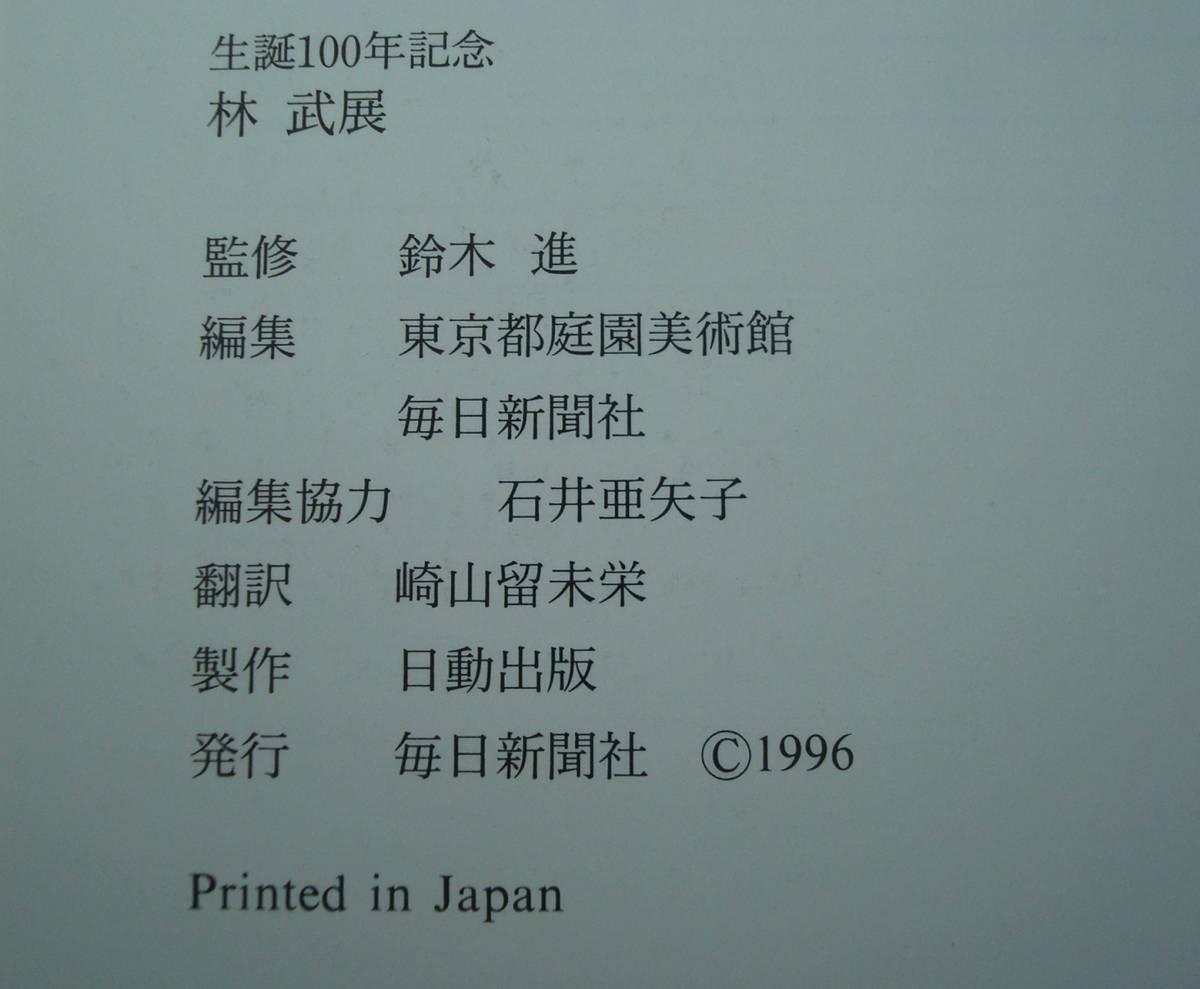 生誕100年記念
林 武展
監修 鈴木 進
編集 東京都庭園美術館
毎日新聞社
編集協力 石井亜矢子
翻訳 崎山留未栄
製作 日動出版
発行 毎日新聞社 ©1996
Printed in Japan